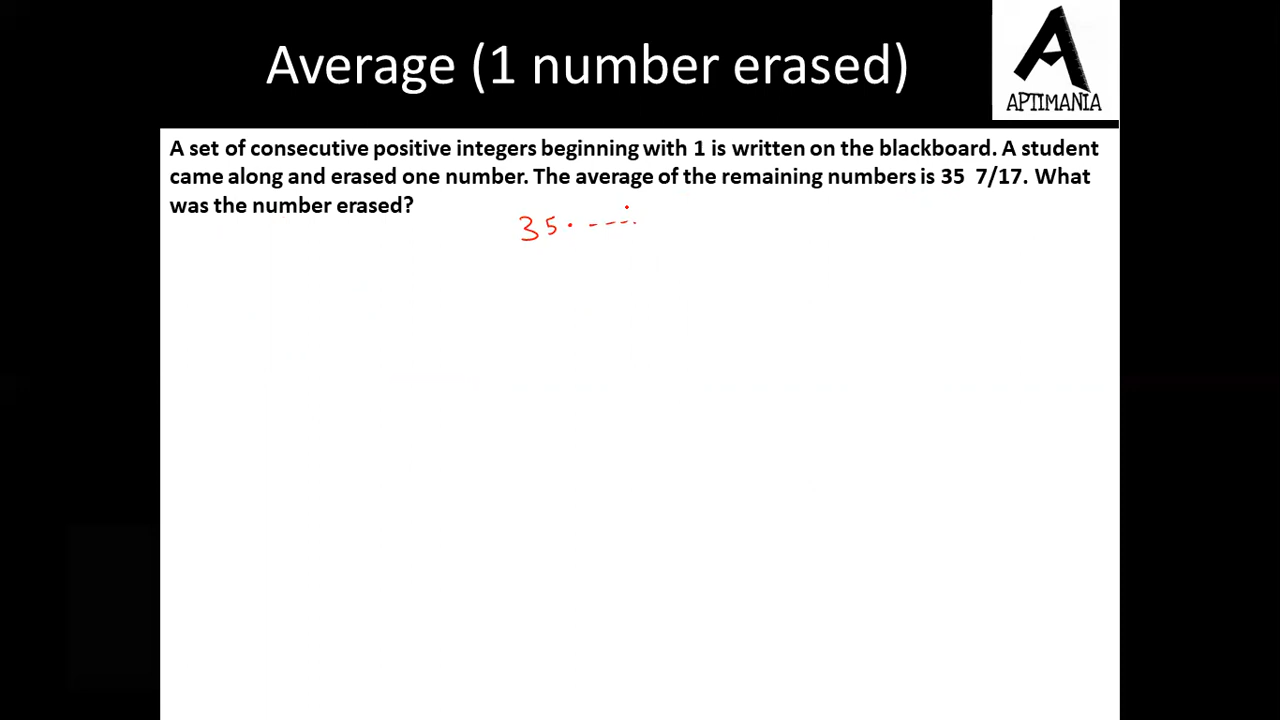 Average (1 number erased)
APTIMANIA
A set of consecutive positive integers beginning with 1 is written on the blackboard. A student
came along and erased one number. The average of the remaining numbers is 35 7/17. What
was the number erased?
35. ----